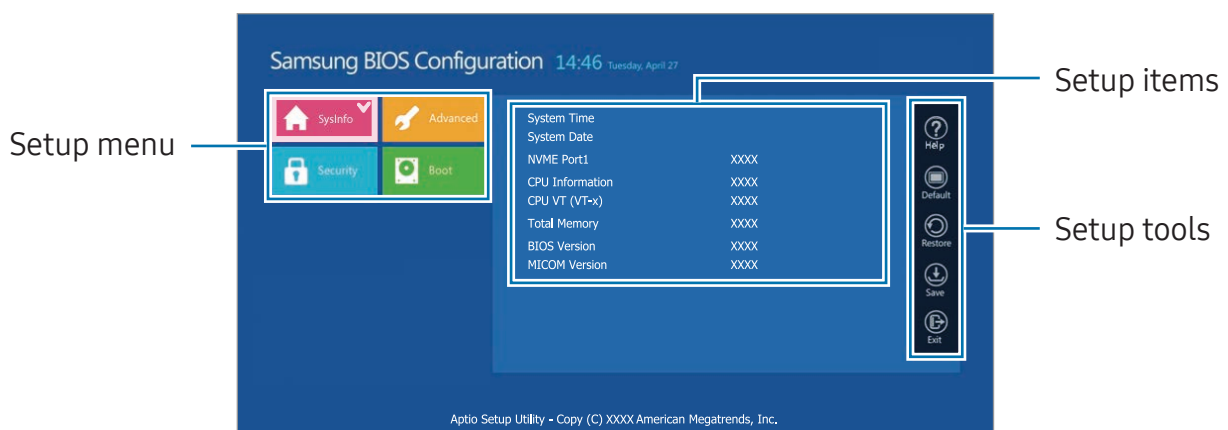 Samsung BIOS Configuration 14:46 Tuesday, April 27
Setup items
Setup menu
SysInfo
Advanced
Security
Boot
System Time
System Date
NVME Port1 XXXX
CPU Information XXXX
CPU VT (VT-x) XXXX
Total Memory XXXX
BIOS Version XXXX
MICOM Version XXXX
Help
Default
Restore
Save
Exit
Setup tools
Aptio Setup Utility - Copy (C) XXXX American Megatrends, Inc.